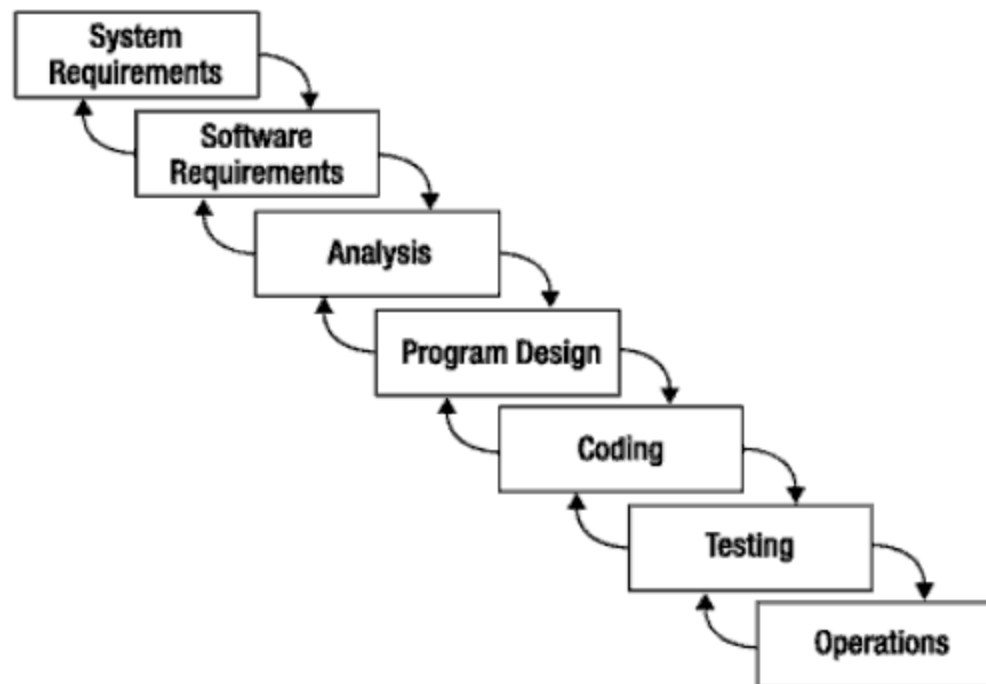 System
Requirements
Software
Requirements
Analysis
Program Design
Coding
Testing
Operations